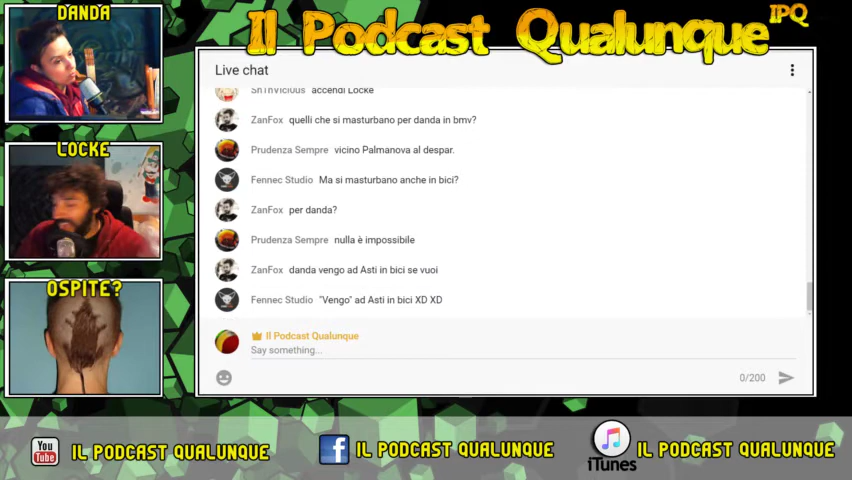 DANDA
Il Podcast Qualunque
IPQ
Live chat
ShihVicious accendi Locke
ZanFox quelli che si masturbano per danda in bmv?
Prudenza Sempre vicino Palmanova al despar.
LOCKE
Fennec Studio Ma si masturbano anche in bici?
ZanFox per danda?
Prudenza Sempre nulla è impossibile
ZanFox danda vengo ad Asti in bici se vuoi
OSPITE?
Fennec Studio "Vengo" ad Asti in bici XD XD
Il Podcast Qualunque
Say something...
0/200
You Tube IL PODCAST QUALUNQUE
f IL PODCAST QUALUNQUE
iTunes IL PODCAST QUALUNQUE